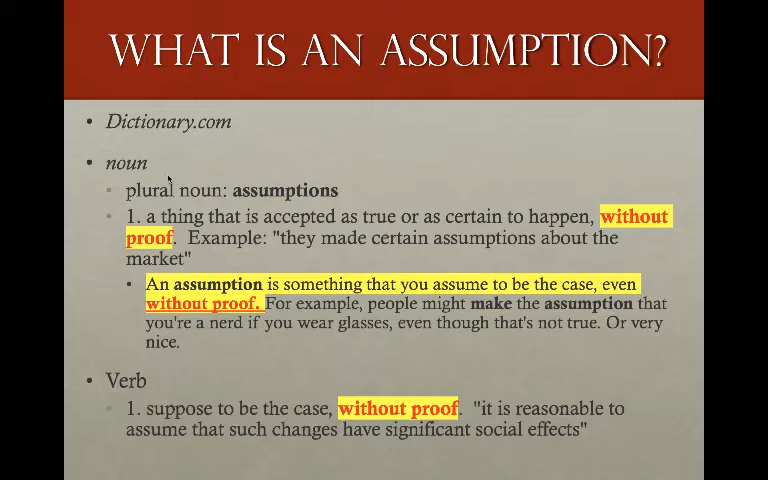 WHAT IS AN ASSUMPTION?
• Dictionary.com
• noun
• plural noun: assumptions
• 1. a thing that is accepted as true or as certain to happen, without
proof. Example: "they made certain assumptions about the
market"
• An assumption is something that you assume to be the case, even
without proof. For example, people might make the assumption that
you're a nerd if you wear glasses, even though that's not true. Or very
nice.
• Verb
• 1. suppose to be the case, without proof. "it is reasonable to
assume that such changes have significant social effects"